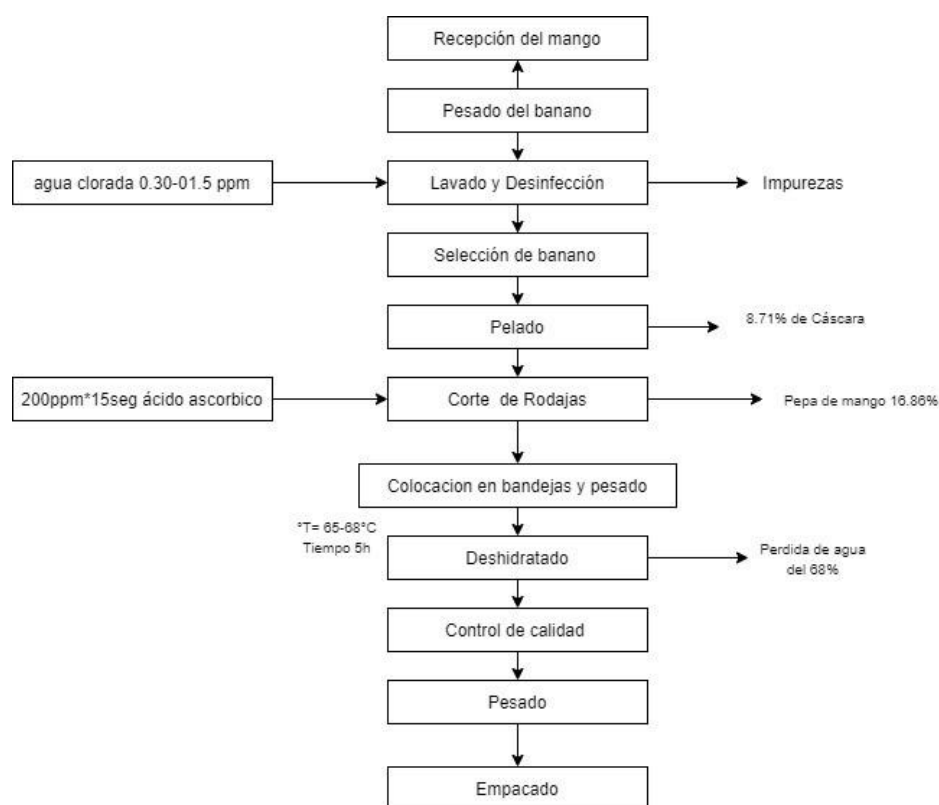 Recepción del mango
Pesado del banano
agua clorada 0.30-01.5 ppm
Lavado y Desinfección
Impurezas
Selección de banano
Pelado
8.71% de Cáscara
200ppm*15seg ácido ascorbico
Corte de Rodajas
Pepa de mango 16.86%
Colocacion en bandejas y pesado
°T= 65-68°C
Tiempo 5h
Deshidratado
Perdida de agua
del 68%
Control de calidad
Pesado
Empacado